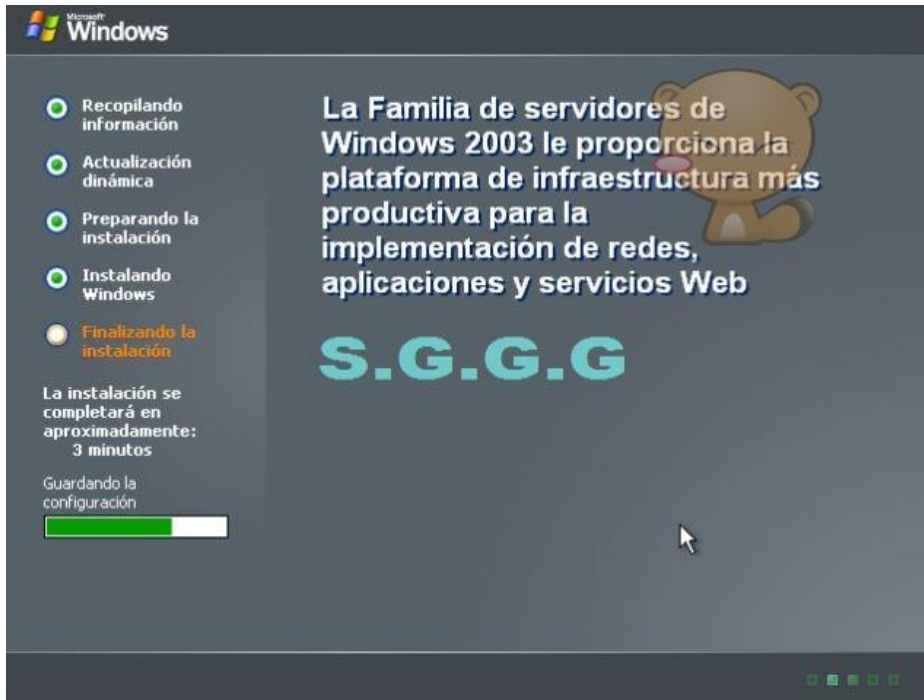 Microsoft
Windows
Recopilando
información
Actualización
dinámica
Preparando la
instalación
Instalando
Windows
Finalizando la
instalación
La instalación se
completará en
aproximadamente:
3 minutos
Guardando la
configuración
La Familia de servidores de
Windows 2003 le proporciona la
plataforma de infraestructura más
productiva para la
implementación de redes,
aplicaciones y servicios Web
S.G.G.G